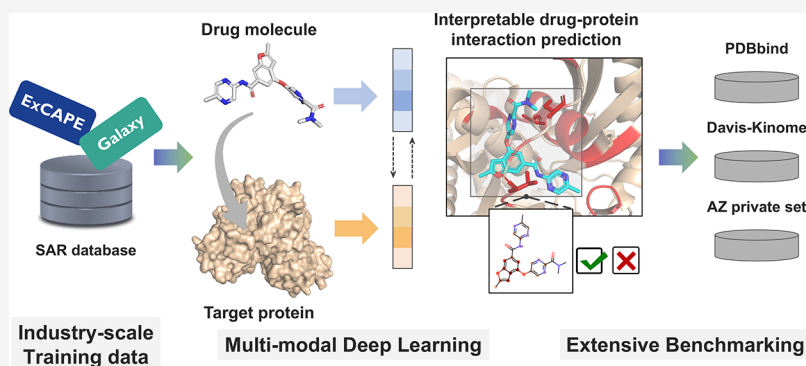 ExCAPE
Galaxy
SAR database
Industry-scale
Training data
Drug molecule
Target protein
Multi-modal Deep Learning
Interpretable drug-protein
interaction prediction
PDBbind
Davis-Kinome
AZ private set
Extensive Benchmarking